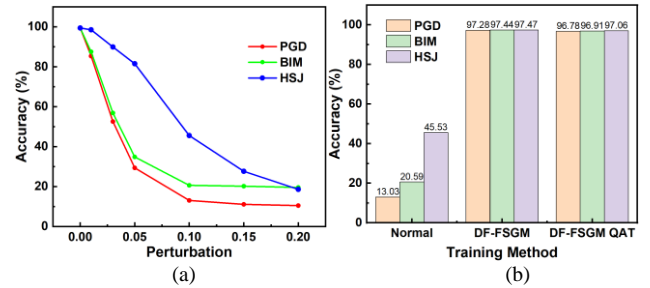 (a)
100
80
60
40
20
0
Accuracy (%)
PGD
BIM
HSJ
0.00 0.05 0.10 0.15 0.20
Perturbation
(a)
(b)
100
80
60
40
20
0
Accuracy (%)
PGD
BIM
HSJ
13.03
20.59
45.53
97.28 97.44 97.47
96.78 96.91 97.06
Normal DF-FSGM DF-FSGM QAT
Training Method
(b)